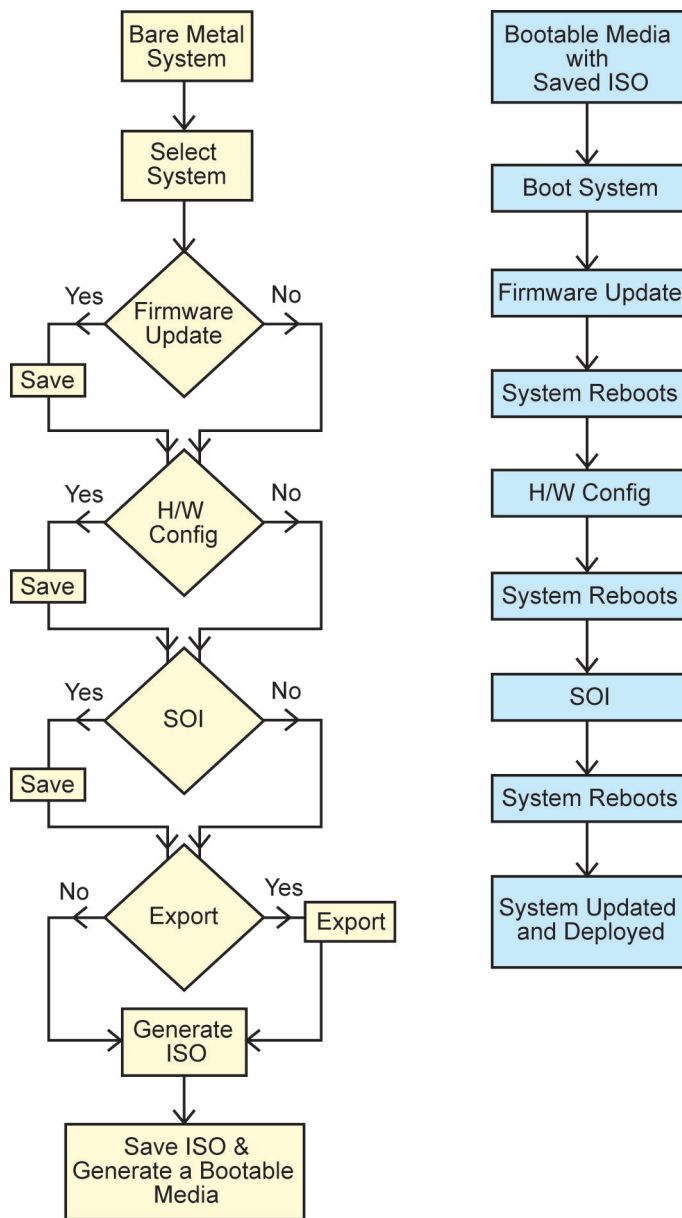 Bare Metal
System
Select
System
Yes
No
Firmware
Update
Save
Yes
No
H/W
Config
Save
Yes
No
SOI
Save
No
Yes
Export
Export
Generate
ISO
Save ISO &
Generate a Bootable
Media
Bootable Media
with
Saved ISO
Boot System
Firmware Update
System Reboots
H/W Config
System Reboots
SOI
System Reboots
System Updated
and Deployed